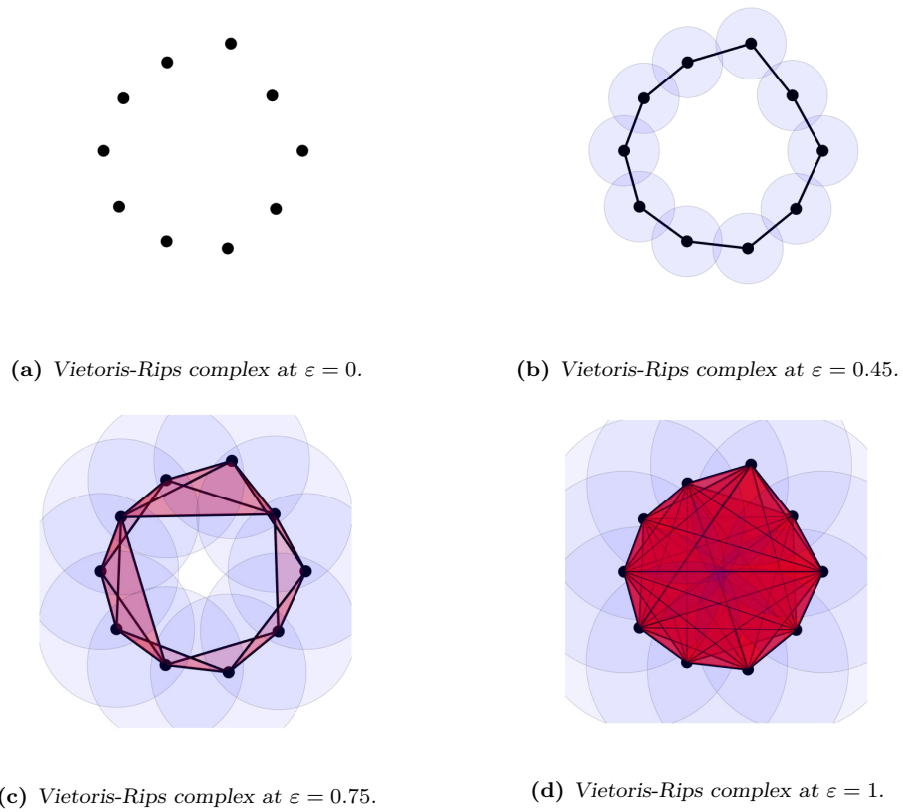 (a) Vietoris-Rips complex at ε = 0.
(b) Vietoris-Rips complex at ε = 0.45.
(c) Vietoris-Rips complex at ε = 0.75.
(d) Vietoris-Rips complex at ε = 1.